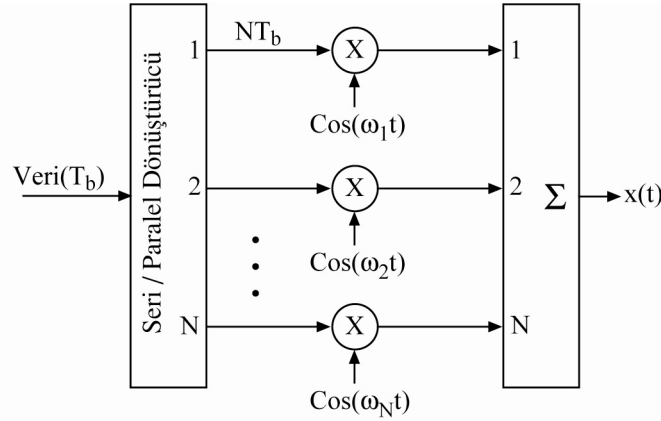 Veri(T_b)
Seri / Paralel Dönüştürücü
1
NT_b
X
1
Cos(ω_1t)
2
X
2
Cos(ω_2t)
N
X
N
Cos(ω_Nt)
Σ
x(t)